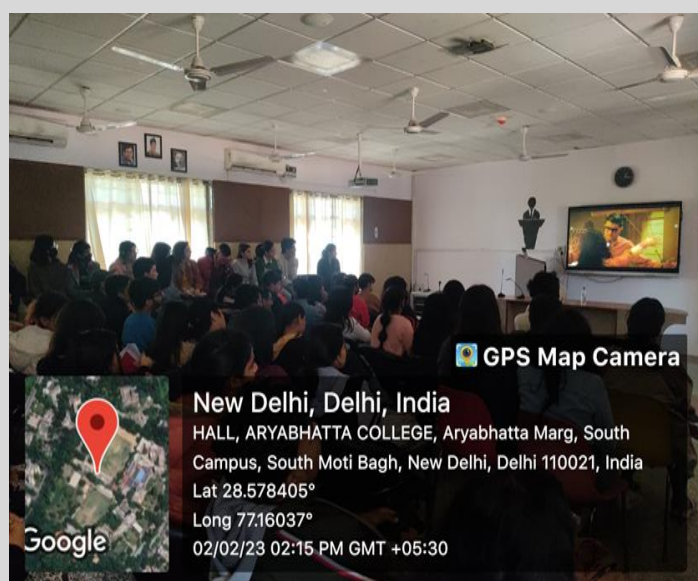 GPS Map Camera
New Delhi, Delhi, India
HALL, ARYABHATTA COLLEGE, Aryabhatta Marg, South
Campus, South Moti Bagh, New Delhi, Delhi 110021, India
Lat 28.578405°
Long 77.16037°
02/02/23 02:15 PM GMT +05:30
Google